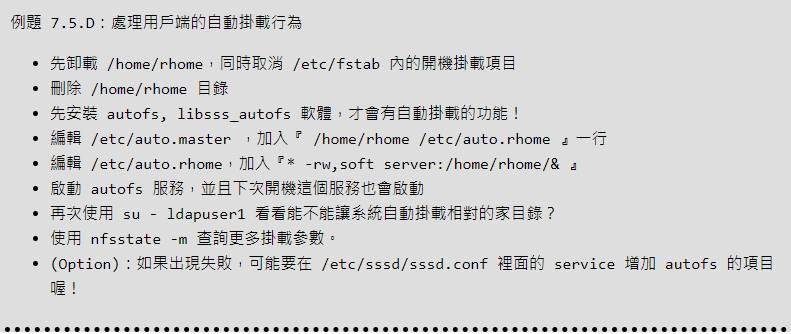 例題 7.5.D：處理用戶端的自動掛載行為
• 先卸載 /home/rhome，同時取消 /etc/fstab 內的開機掛載項目
• 刪除 /home/rhome 目錄
• 先安裝 autofs, libsss_autofs 軟體，才會有自動掛載的功能！
• 編輯 /etc/auto.master ，加入『 /home/rhome /etc/auto.rhome 』一行
• 編輯 /etc/auto.rhome，加入『* -rw,soft server:/home/rhome/& 』
• 啟動 autofs 服務，並且下次開機這個服務也會啟動
• 再次使用 su - ldapuser1 看看能不能讓系統自動掛載相對的家目錄？
• 使用 nfsstate -m 查詢更多掛載參數。
• (Option)：如果出現失敗，可能要在 /etc/sssd/sssd.conf 裡面的 service 增加 autofs 的項目
喔！